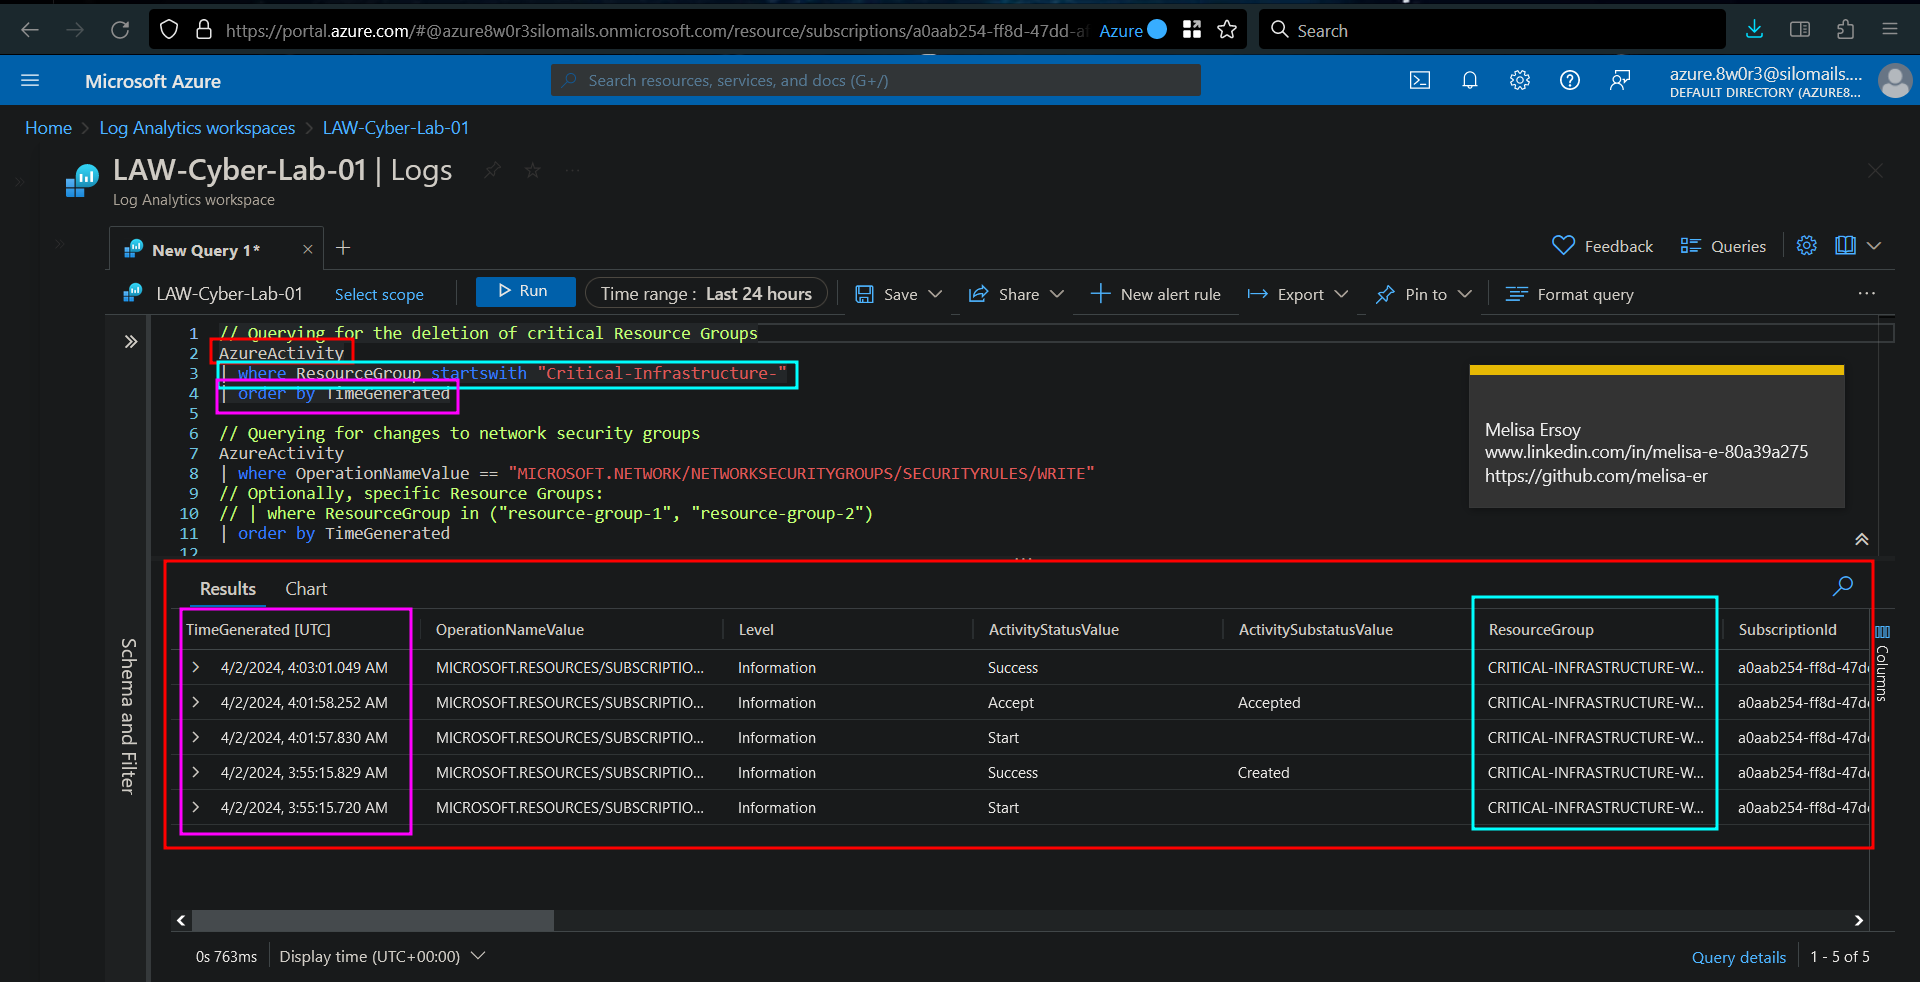 https://portal.azure.com/#@azure8w0r3silomails.onmicrosoft.com/resource/subscriptions/a0aab254-ff8d-47dd-a
Azure
Search
Microsoft Azure
Search resources, services, and docs (G+/)
azure.8w0r3@silomails....
DEFAULT DIRECTORY (AZURE8...
Home > Log Analytics workspaces > LAW-Cyber-Lab-01
LAW-Cyber-Lab-01 | Logs
Log Analytics workspace
New Query 1*
Feedback
Queries
LAW-Cyber-Lab-01
Select scope
Run
Time range : Last 24 hours
Save
Share
New alert rule
Export
Pin to
Format query
1 // Querying for the deletion of critical Resource Groups
2 AzureActivity
3 | where ResourceGroup startswith "Critical-Infrastructure-"
4 | order by TimeGenerated
5
6 // Querying for changes to network security groups
7 AzureActivity
8 | where OperationNameValue == "MICROSOFT.NETWORK/NETWORKSECURITYGROUPS/SECURITYRULES/WRITE"
9 // Optionally, specific Resource Groups:
10 // | where ResourceGroup in ("resource-group-1", "resource-group-2")
11 | order by TimeGenerated
12
Melisa Ersoy
www.linkedin.com/in/melisa-e-80a39a275
https://github.com/melisa-er
Schema and Filter
Results Chart
TimeGenerated [UTC] OperationNameValue Level ActivityStatusValue ActivitySubstatusValue ResourceGroup SubscriptionId
4/2/2024, 4:03:01.049 AM MICROSOFT.RESOURCES/SUBSCRIPTIO... Information Success CRITICAL-INFRASTRUCTURE-W... a0aab254-ff8d-47d
4/2/2024, 4:01:58.252 AM MICROSOFT.RESOURCES/SUBSCRIPTIO... Information Accept Accepted CRITICAL-INFRASTRUCTURE-W... a0aab254-ff8d-47d
4/2/2024, 4:01:57.830 AM MICROSOFT.RESOURCES/SUBSCRIPTIO... Information Start CRITICAL-INFRASTRUCTURE-W... a0aab254-ff8d-47d
4/2/2024, 3:55:15.829 AM MICROSOFT.RESOURCES/SUBSCRIPTIO... Information Success Created CRITICAL-INFRASTRUCTURE-W... a0aab254-ff8d-47d
4/2/2024, 3:55:15.720 AM MICROSOFT.RESOURCES/SUBSCRIPTIO... Information Start CRITICAL-INFRASTRUCTURE-W... a0aab254-ff8d-47d
Columns
0s 763ms
Display time (UTC+00:00)
Query details
1 - 5 of 5